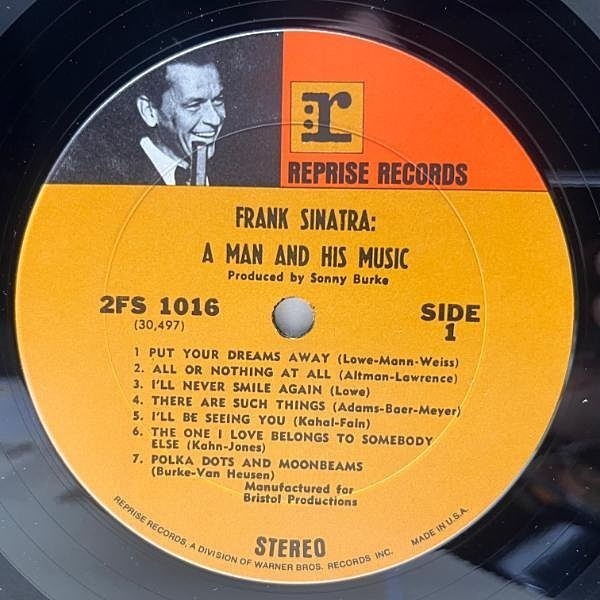 :r
REPRISE RECORDS
FRANK SINATRA:
A MAN AND HIS MUSIC
Produced by Sonny Burke
2FS 1016
(30,497)
SIDE
1
1 PUT YOUR DREAMS AWAY (Lowe-Mann-Weiss)
2. ALL OR NOTHING AT ALL (Altman-Lawrence)
3. I'LL NEVER SMILE AGAIN (Lowe)
4. THERE ARE SUCH THINGS (Adams-Baer-Meyer)
5. I'LL BE SEEING YOU (Kahal-Fain)
6. THE ONE I LOVE BELONGS TO SOMEBODY
ELSE (Kahn-Jones)
7. POLKA DOTS AND MOONBEAMS
(Burke-Van Heusen)
Manufactured for
Bristol Productions
STEREO
REPRISE RECORDS, A DIVISION OF WARNER BROS. RECORDS INC.
MADE IN U.S.A.